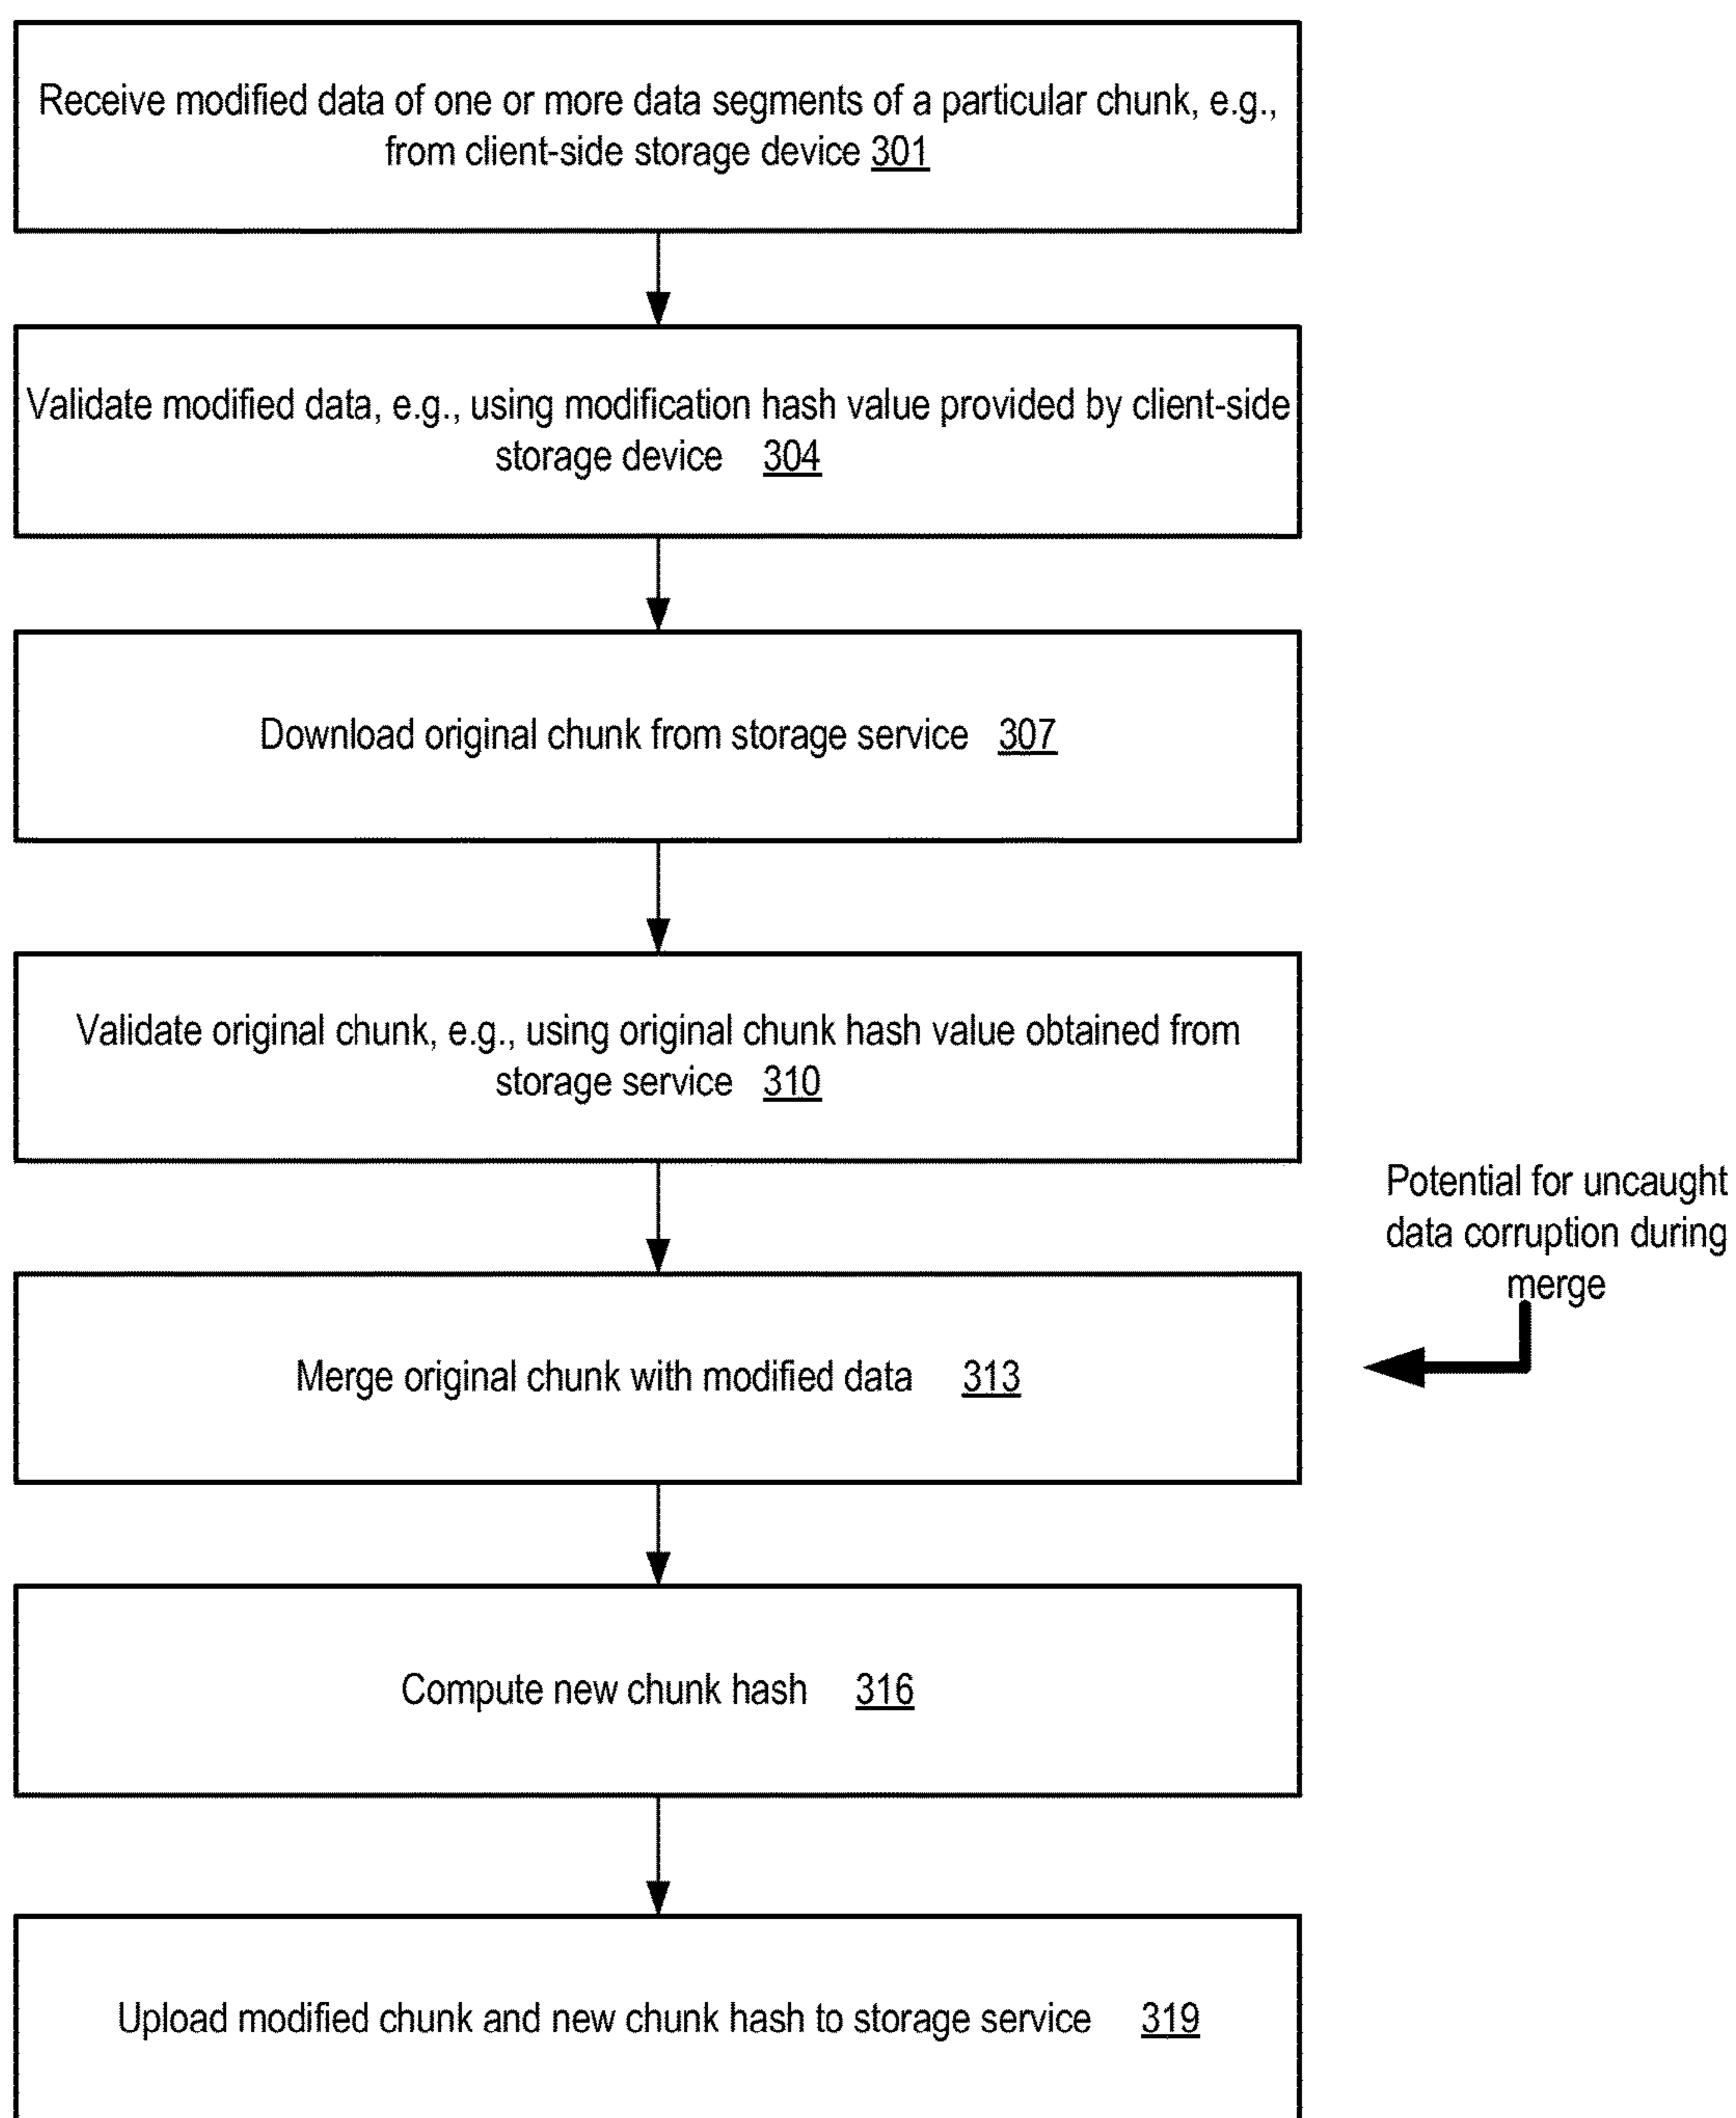 Receive modified data of one or more data segments of a particular chunk, e.g.,
from client-side storage device 301
Validate modified data, e.g., using modification hash value provided by client-side
storage device 304
Download original chunk from storage service 307
Validate original chunk, e.g., using original chunk hash value obtained from
storage service 310
Potential for uncaught
data corruption during
merge
Merge original chunk with modified data 313
Compute new chunk hash 316
Upload modified chunk and new chunk hash to storage service 319